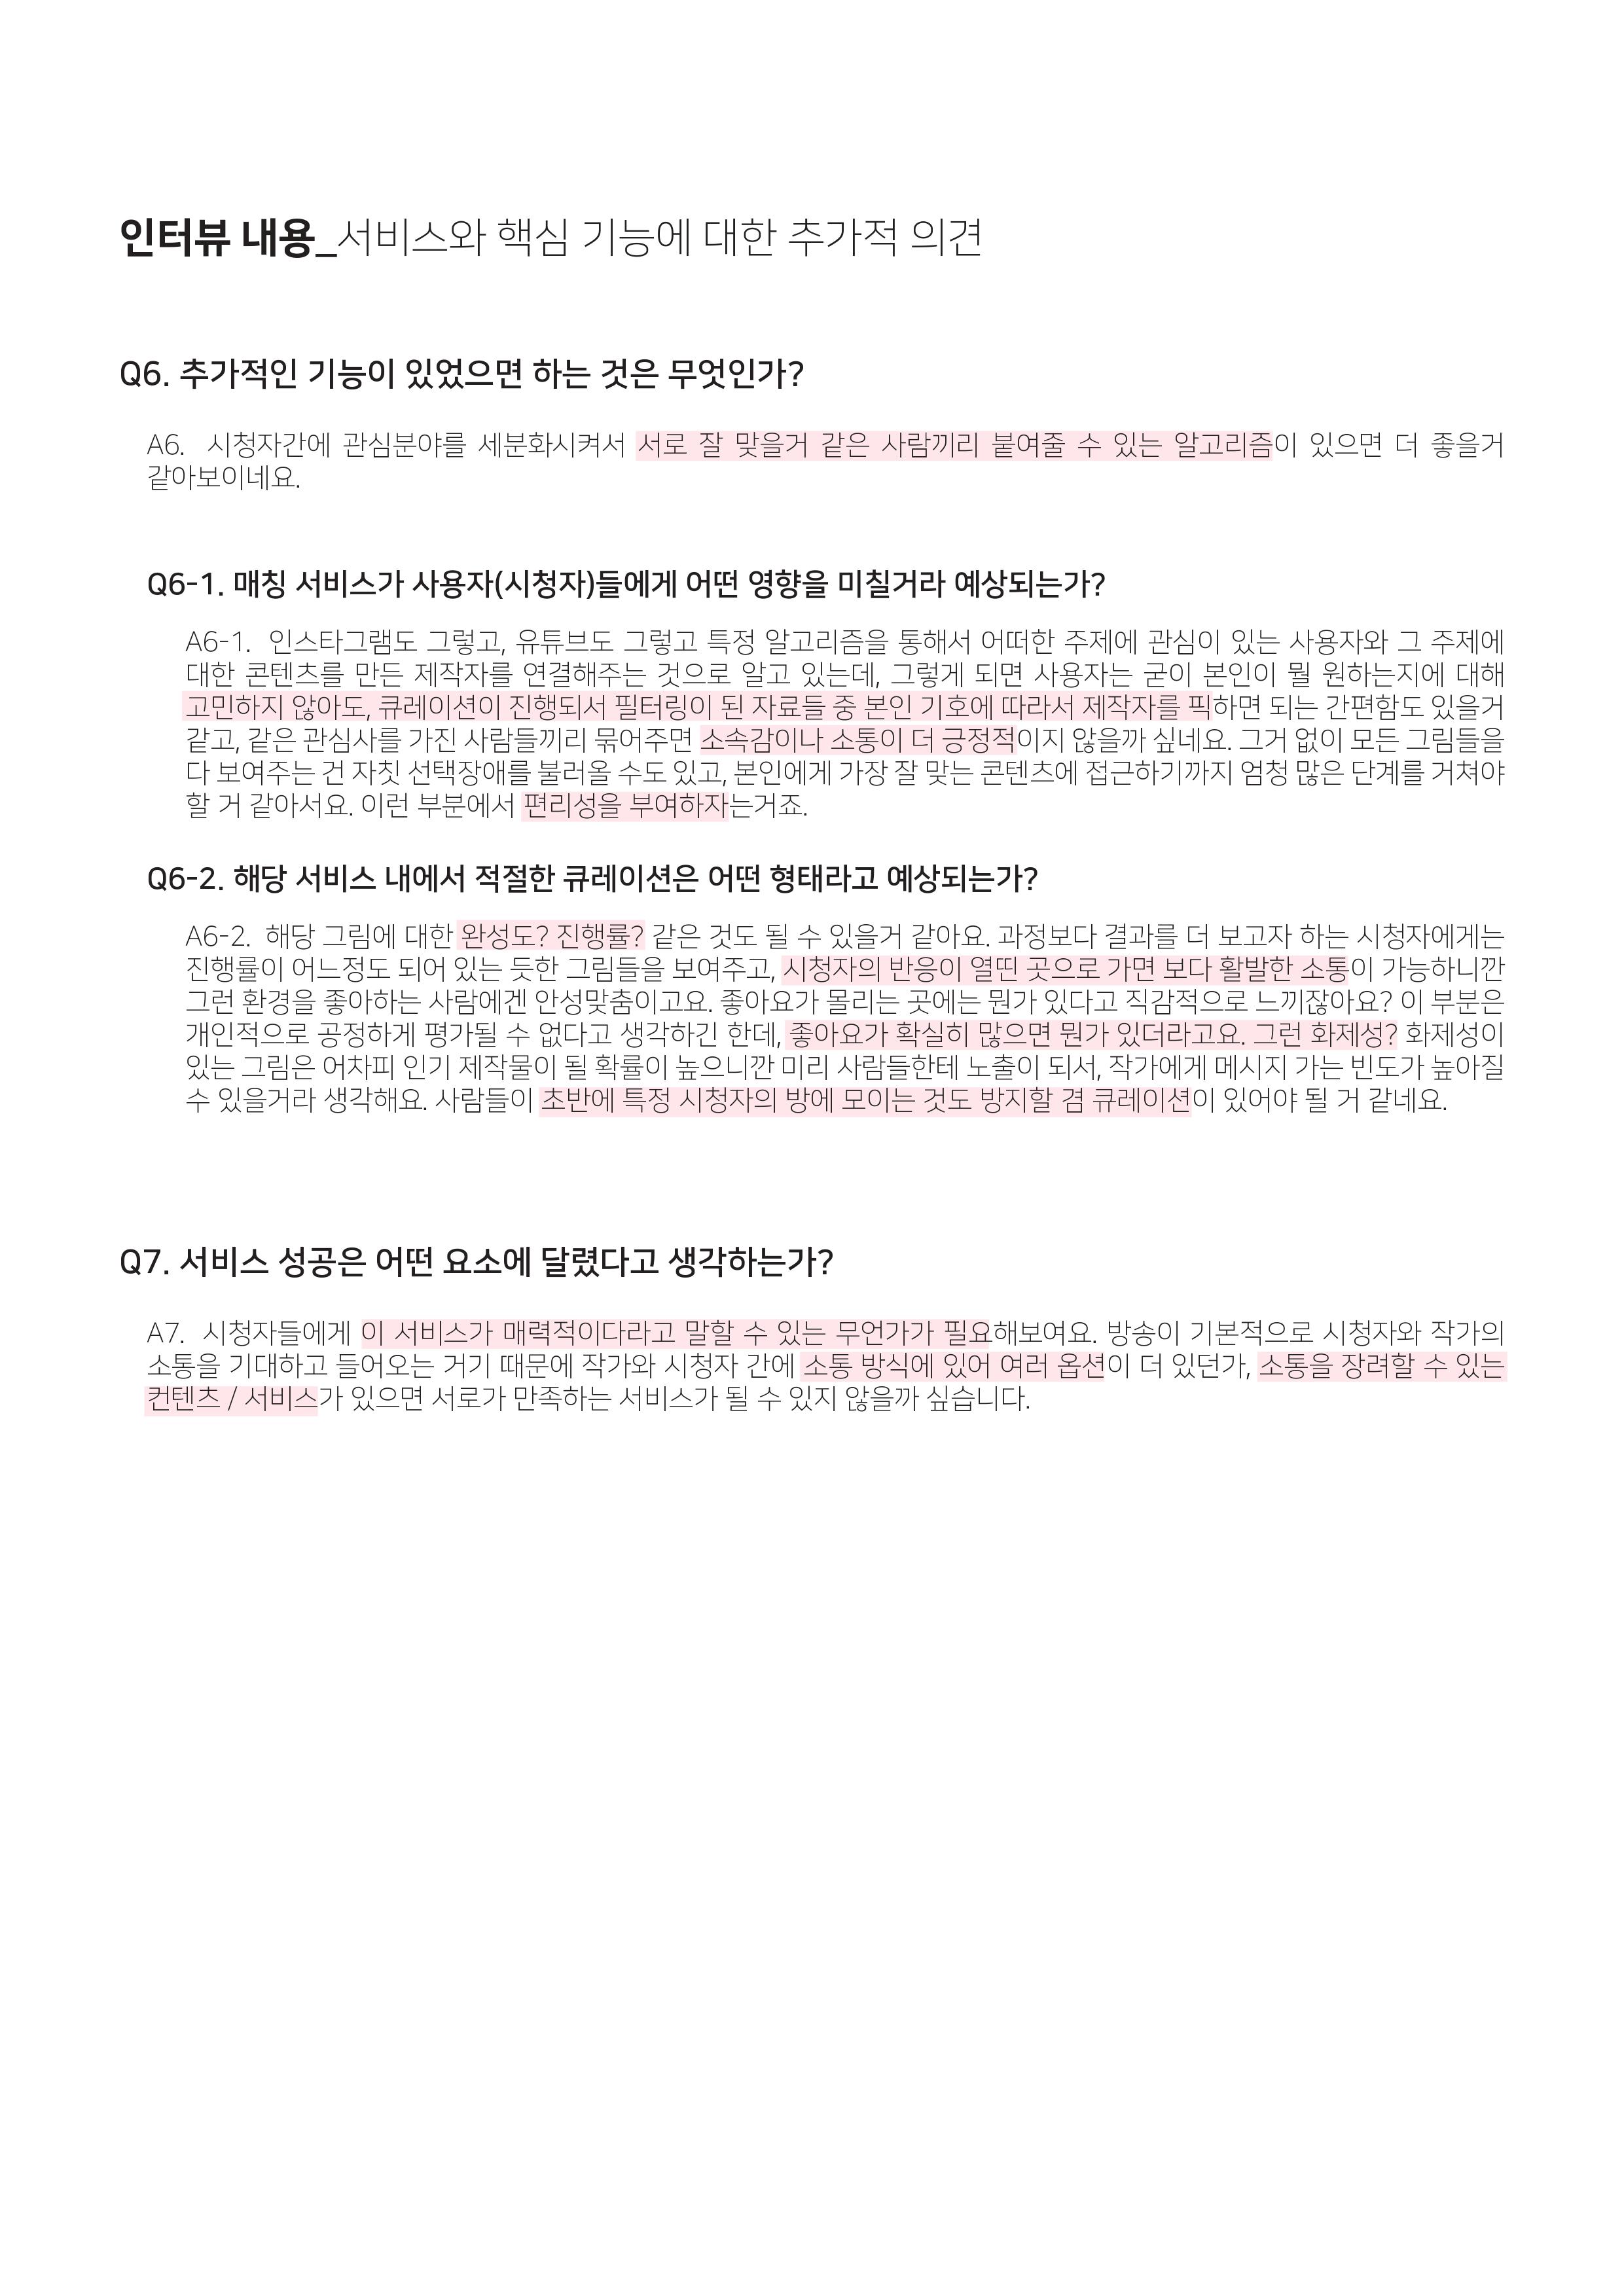 인터뷰 내용_서비스와 핵심 기능에 대한 추가적 의견
Q6. 추가적인 기능이 있었으면 하는 것은 무엇인가?
A6. 시청자간에 관심분야를 세분화시켜서 서로 잘 맞을거 같은 사람끼리 붙여줄 수 있는 알고리즘이 있으면 더 좋을거
같아보이네요.
Q6-1. 매칭 서비스가 사용자(시청자)들에게 어떤 영향을 미칠거라 예상되는가?
A6-1. 인스타그램도 그렇고, 유튜브도 그렇고 특정 알고리즘을 통해서 어떠한 주제에 관심이 있는 사용자와 그 주제에
대한 콘텐츠를 만든 제작자를 연결해주는 것으로 알고 있는데, 그렇게 되면 사용자는 굳이 본인이 뭘 원하는지에 대해
고민하지 않아도, 큐레이션이 진행되서 필터링이 된 자료들 중 본인 기호에 따라서 제작자를 픽하면 되는 간편함도 있을거
같고, 같은 관심사를 가진 사람들끼리 묶어주면 소속감이나 소통이 더 긍정적이지 않을까 싶네요. 그거 없이 모든 그림들을
다 보여주는 건 자칫 선택장애를 불러올 수도 있고, 본인에게 가장 잘 맞는 콘텐츠에 접근하기까지 엄청 많은 단계를 거쳐야
할 거 같아서요. 이런 부분에서 편리성을 부여하자는거죠.
Q6-2. 해당 서비스 내에서 적절한 큐레이션은 어떤 형태라고 예상되는가?
A6-2. 해당 그림에 대한 완성도? 진행률? 같은 것도 될 수 있을거 같아요. 과정보다 결과를 더 보고자 하는 시청자에게는
진행률이 어느정도 되어 있는 듯한 그림들을 보여주고, 시청자의 반응이 열띤 곳으로 가면 보다 활발한 소통이 가능하니깐
그런 환경을 좋아하는 사람에겐 안성맞춤이고요. 좋아요가 몰리는 곳에는 뭔가 있다고 직감적으로 느끼잖아요? 이 부분은
개인적으로 공정하게 평가될 수 없다고 생각하긴 한데, 좋아요가 확실히 많으면 뭔가 있더라고요. 그런 화제성? 화제성이
있는 그림은 어차피 인기 제작물이 될 확률이 높으니깐 미리 사람들한테 노출이 되서, 작가에게 메시지 가는 빈도가 높아질
수 있을거라 생각해요. 사람들이 초반에 특정 시청자의 방에 모이는 것도 방지할 겸 큐레이션이 있어야 될 거 같네요.
Q7. 서비스 성공은 어떤 요소에 달렸다고 생각하는가?
A7. 시청자들에게 이 서비스가 매력적이다라고 말할 수 있는 무언가가 필요해보여요. 방송이 기본적으로 시청자와 작가의
소통을 기대하고 들어오는 거기 때문에 작가와 시청자 간에 소통 방식에 있어 여러 옵션이 더 있던가, 소통을 장려할 수 있는
컨텐츠 / 서비스가 있으면 서로가 만족하는 서비스가 될 수 있지 않을까 싶습니다.